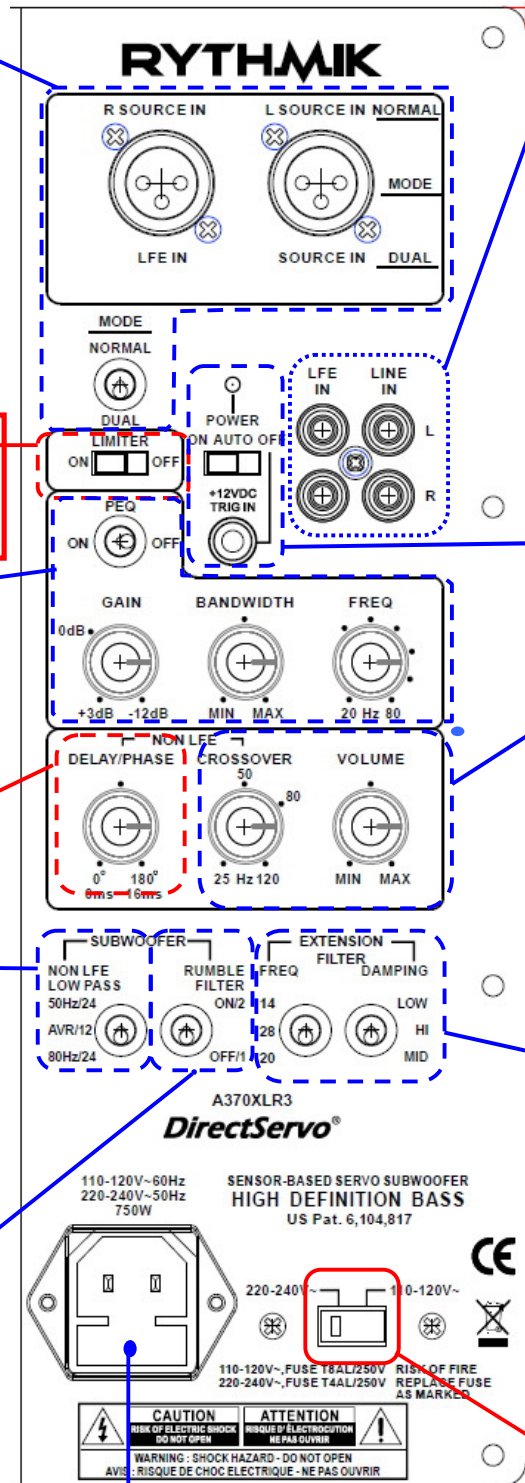 RYTHMIK
R SOURCE IN L SOURCE IN NORMAL
MODE
LFE IN SOURCE IN DUAL
MODE
NORMAL
DUAL
LFE IN LINE IN
L
R
POWER
ON AUTO OFF
+12VDC
TRIG IN
LIMITER
ON OFF
PEQ
ON OFF
GAIN BANDWIDTH FREQ
0dB
+3dB -12dB MIN MAX 20 Hz 80
NON LFE
DELAY/PHASE CROSSOVER VOLUME
50
80
0° 180° 25 Hz 120 MIN MAX
0ms 16ms
SUBWOOFER
NON LFE
LOW PASS
50Hz/24
AVR/12
80Hz/24
RUMBLE
FILTER
ON/2
OFF/1
EXTENSION
FILTER
FREQ DAMPING
14 LOW
28 HI
20 MID
A370XLR3
DirectServo®
110-120V~60Hz
220-240V~50Hz
750W
SENSOR-BASED SERVO SUBWOOFER
HIGH DEFINITION BASS
US Pat. 6,104,817
CE
220-240V~ 110-120V~
110-120V~,FUSE T8AL/250V RISK OF FIRE
220-240V~,FUSE T4AL/250V REPLACE FUSE
AS MARKED
CAUTION ATTENTION
RISK OF ELECTRIC SHOCK RISQUE D'ÉLECTROCUTION
DO NOT OPEN NE PAS OUVRIR
WARNING : SHOCK HAZARD - DO NOT OPEN
AVIS : RISQUE DE CHOC ELECTRIQUE - NE PAS OUVRIR